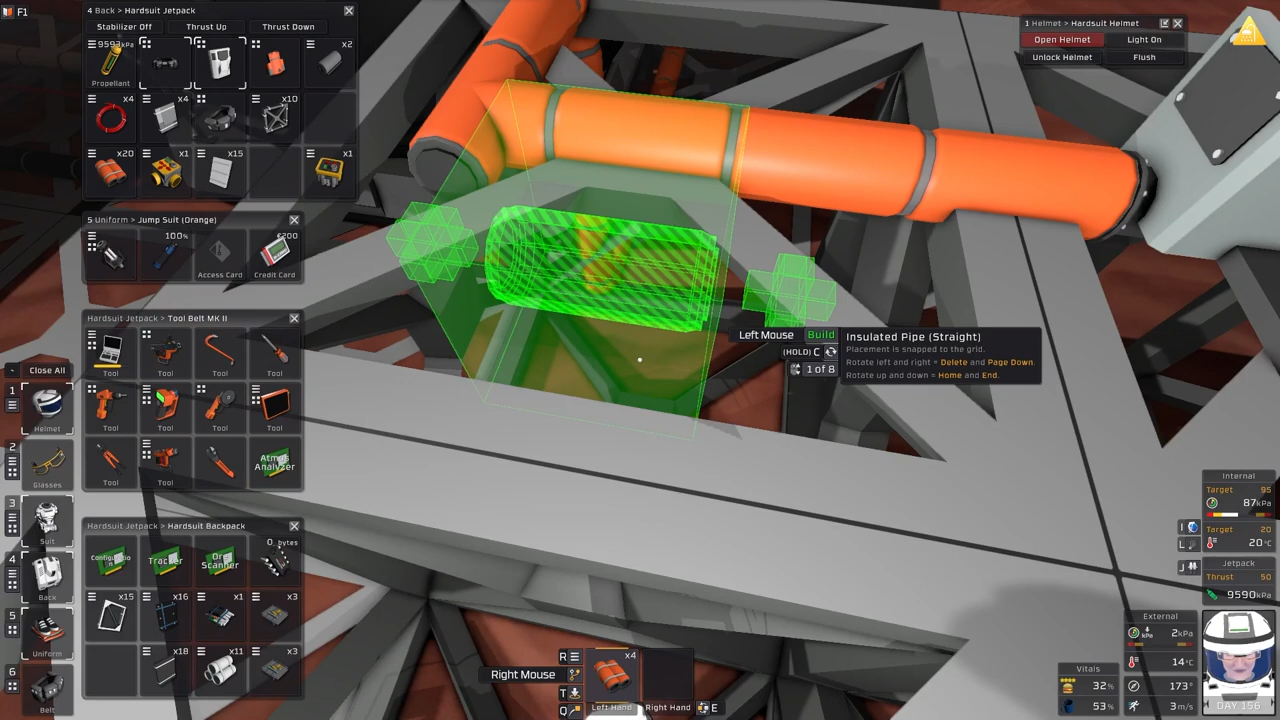 F1
4 Back > Hardsuit Jetpack
Stabilizer Off
Thrust Up
Thrust Down
x2
Propellant
x4
x4
x10
x20
x1
x15
x1
5 Uniform > Jump Suit (Orange)
100%
€200
Access Card
Credit Card
Hardsuit Jetpack > Tool Belt MK II
Tool
Tool
Tool
Tool
Tool
Tool
Tool
Tool
Tool
Tool
Tool
Atmos
Analyzer
Hardsuit Jetpack > Hardsuit Backpack
0 bytes
Tracker
Ore
Scanner
x15
x16
x1
x3
x18
x11
x3
Close All
1
Helmet
2
Glasses
3
Suit
4
Back
5
Uniform
6
Belt
1 Helmet > Hardsuit Helmet
Open Helmet
Light On
Unlock Helmet
Flush
Left Mouse
Build
(HOLD) C
1 of 8
Insulated Pipe (Straight)
Placement is snapped to the grid.
Rotate left and right = Delete and Page Down.
Rotate up and down = Home and End.
Right Mouse
R
T
Q
x4
Left Hand
Right Hand
E
Internal
Target 95
87kPa
Target 20
20°C
I
L
J
Jetpack
Thrust 50
9590kPa
External
kPa
2kPa
14°C
173°
3m/s
Vitals
32%
53%
DAY 156